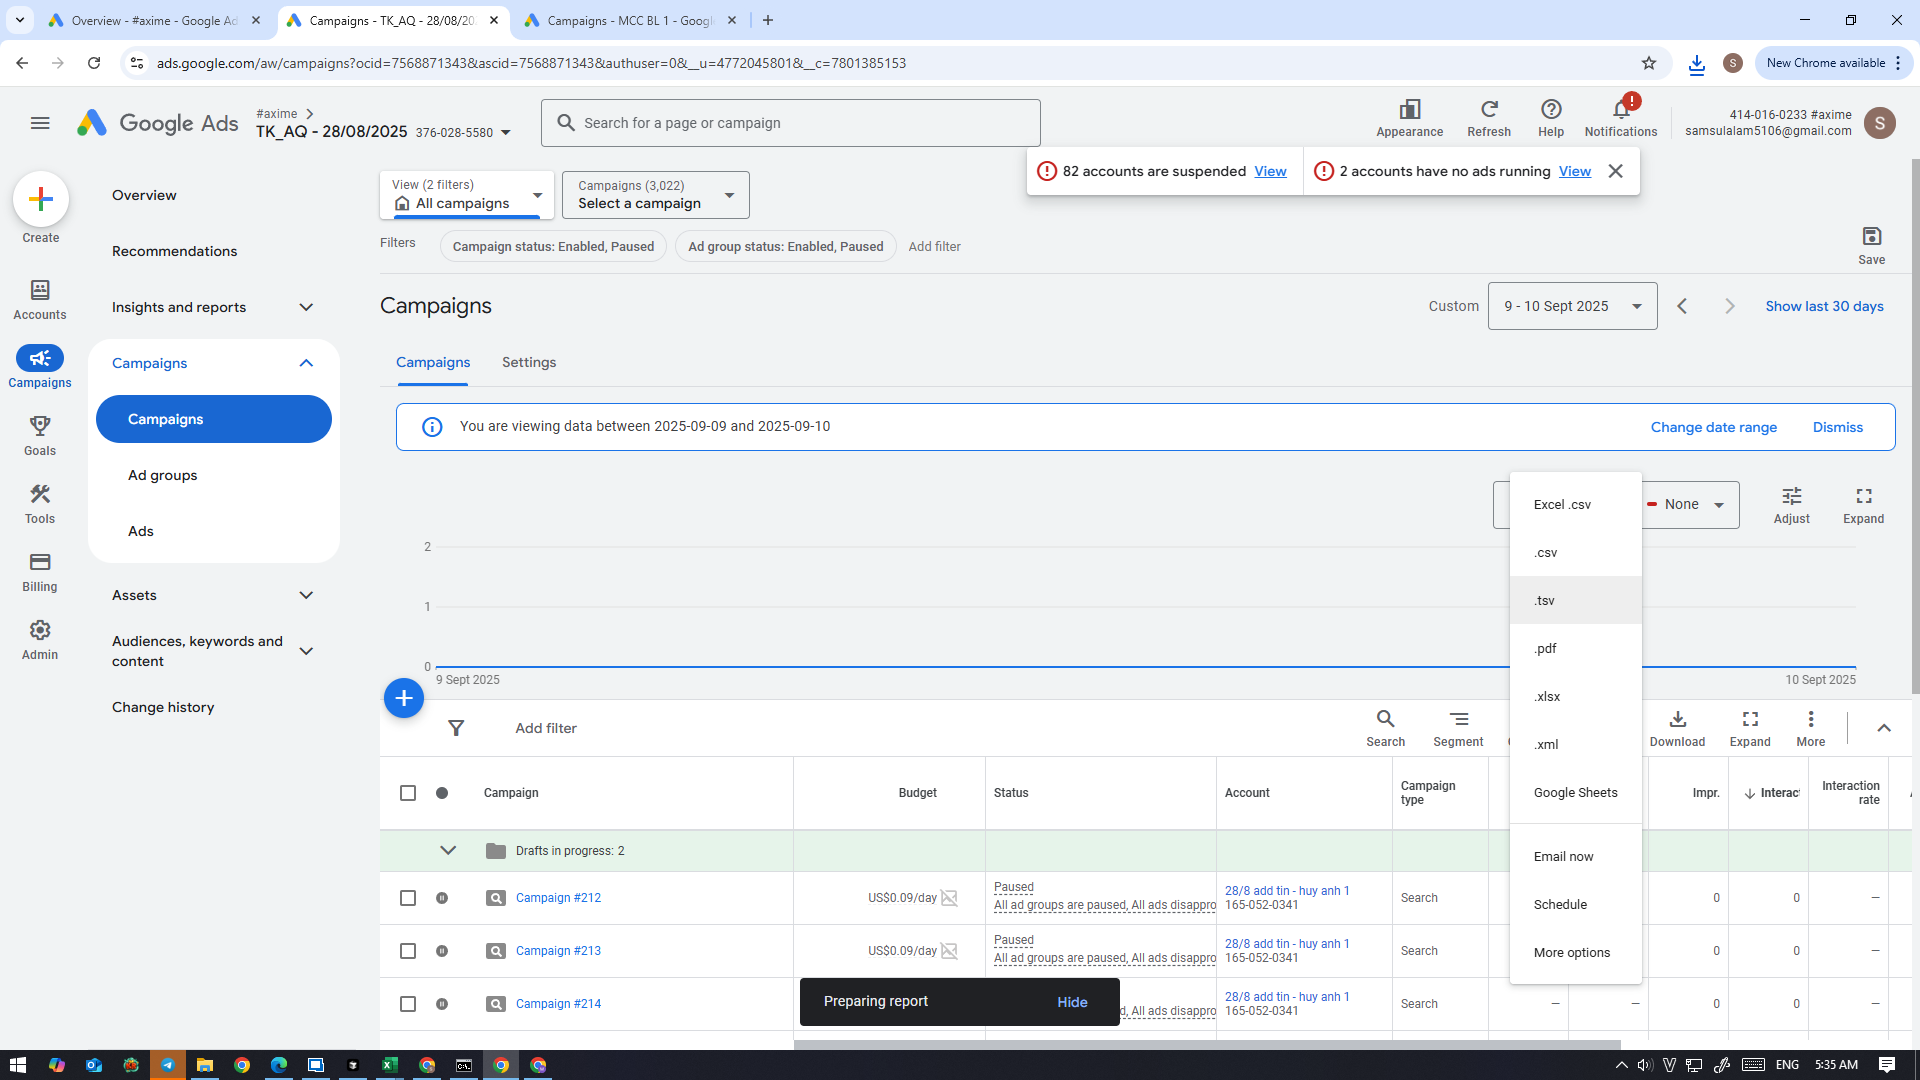 Overview - #axime - Google Ad
Campaigns - TK_AQ - 28/08/20
Campaigns - MCC BL 1 - Googl
ads.google.com/aw/campaigns?ocid=7568871343&ascid=7568871343&authuser=0&__u=4772045801&__c=7801385153
S
New Chrome available
Google Ads
#axime
TK_AQ - 28/08/2025 376-028-5580
Search for a page or campaign
Appearance
Refresh
Help
Notifications
414-016-0233 #axime
samsulalam5106@gmail.com
S
82 accounts are suspended View
2 accounts have no ads running View
Create
Accounts
Campaigns
Goals
Tools
Billing
Admin
Overview
Recommendations
Insights and reports
Campaigns
Campaigns
Ad groups
Ads
Assets
Audiences, keywords and
content
Change history
View (2 filters)
All campaigns
Campaigns (3,022)
Select a campaign
Filters
Campaign status: Enabled, Paused
Ad group status: Enabled, Paused
Add filter
Save
Campaigns
Custom
9 - 10 Sept 2025
Show last 30 days
Campaigns
Settings
You are viewing data between 2025-09-09 and 2025-09-10
Change date range
Dismiss
None
Adjust
Expand
2
1
0
9 Sept 2025
10 Sept 2025
Excel .csv
.csv
.tsv
.pdf
.xlsx
.xml
Google Sheets
Email now
Schedule
More options
Add filter
Search
Segment
Download
Expand
More
Campaign
Budget
Status
Account
Campaign
type
Impr.
Interact
Interaction
rate
Drafts in progress: 2
Campaign #212
US$0.09/day
Paused
All ad groups are paused, All ads disappro
28/8 add tin - huy anh 1
165-052-0341
Search
0
0
—
Campaign #213
US$0.09/day
Paused
All ad groups are paused, All ads disappro
28/8 add tin - huy anh 1
165-052-0341
Search
0
0
—
Campaign #214
d, All ads disappro
28/8 add tin - huy anh 1
165-052-0341
Search
—
—
0
0
—
Preparing report
Hide
ENG
5:35 AM